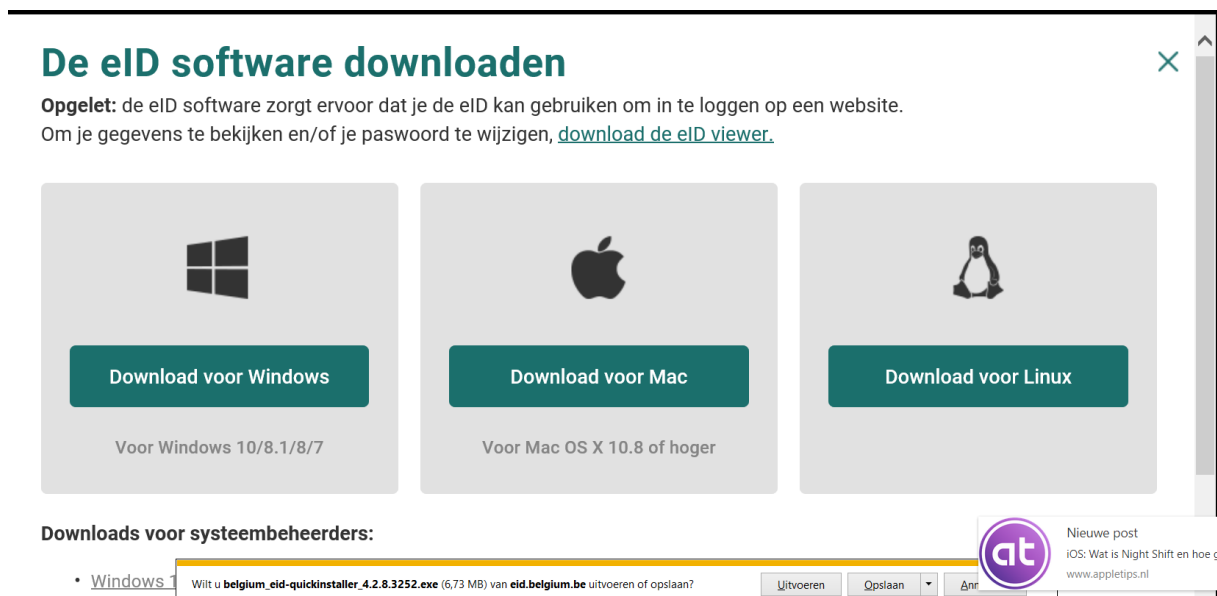 De eID software downloaden
Opgelet: de eID software zorgt ervoor dat je de eID kan gebruiken om in te loggen op een website.
Om je gegevens te bekijken en/of je paswoord te wijzigen, download de eID viewer.
Download voor Windows
Download voor Mac
Download voor Linux
Voor Windows 10/8.1/8/7
Voor Mac OS X 10.8 of hoger
Downloads voor systeembeheerders:
• Windows
Wilt u belgium_eid-quickinstaller_4.2.8.3252.exe (6,73 MB) van eid.belgium.be uitvoeren of opslaan?
Uitvoeren
Opslaan
at
Nieuwe post
iOS: Wat is Night Shift en hoe
www.appletips.nl